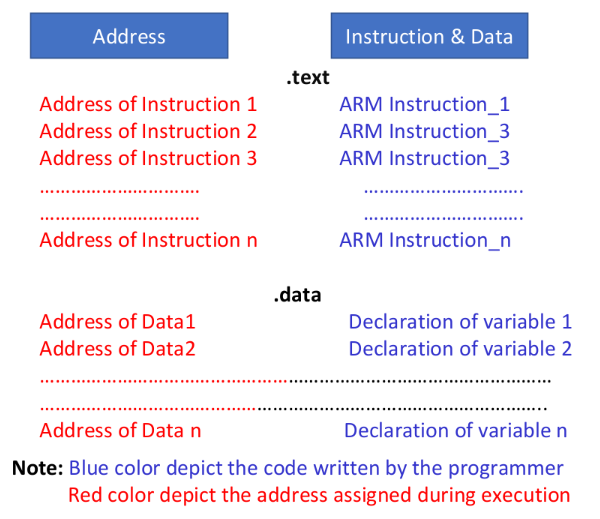 Address Instruction & Data
.text
Address of Instruction 1 ARM Instruction_1
Address of Instruction 2 ARM Instruction_3
Address of Instruction 3 ARM Instruction_3
………………………….  ………………………….
………………………….  ………………………….
Address of Instruction n ARM Instruction_n
.data
Address of Data1 Declaration of variable 1
Address of Data2 Declaration of variable 2
……………………………………………………………………………………
…………………………………………………………………………………..
Address of Data n Declaration of variable n
Note: Blue color depict the code written by the programmer
Red color depict the address assigned during execution